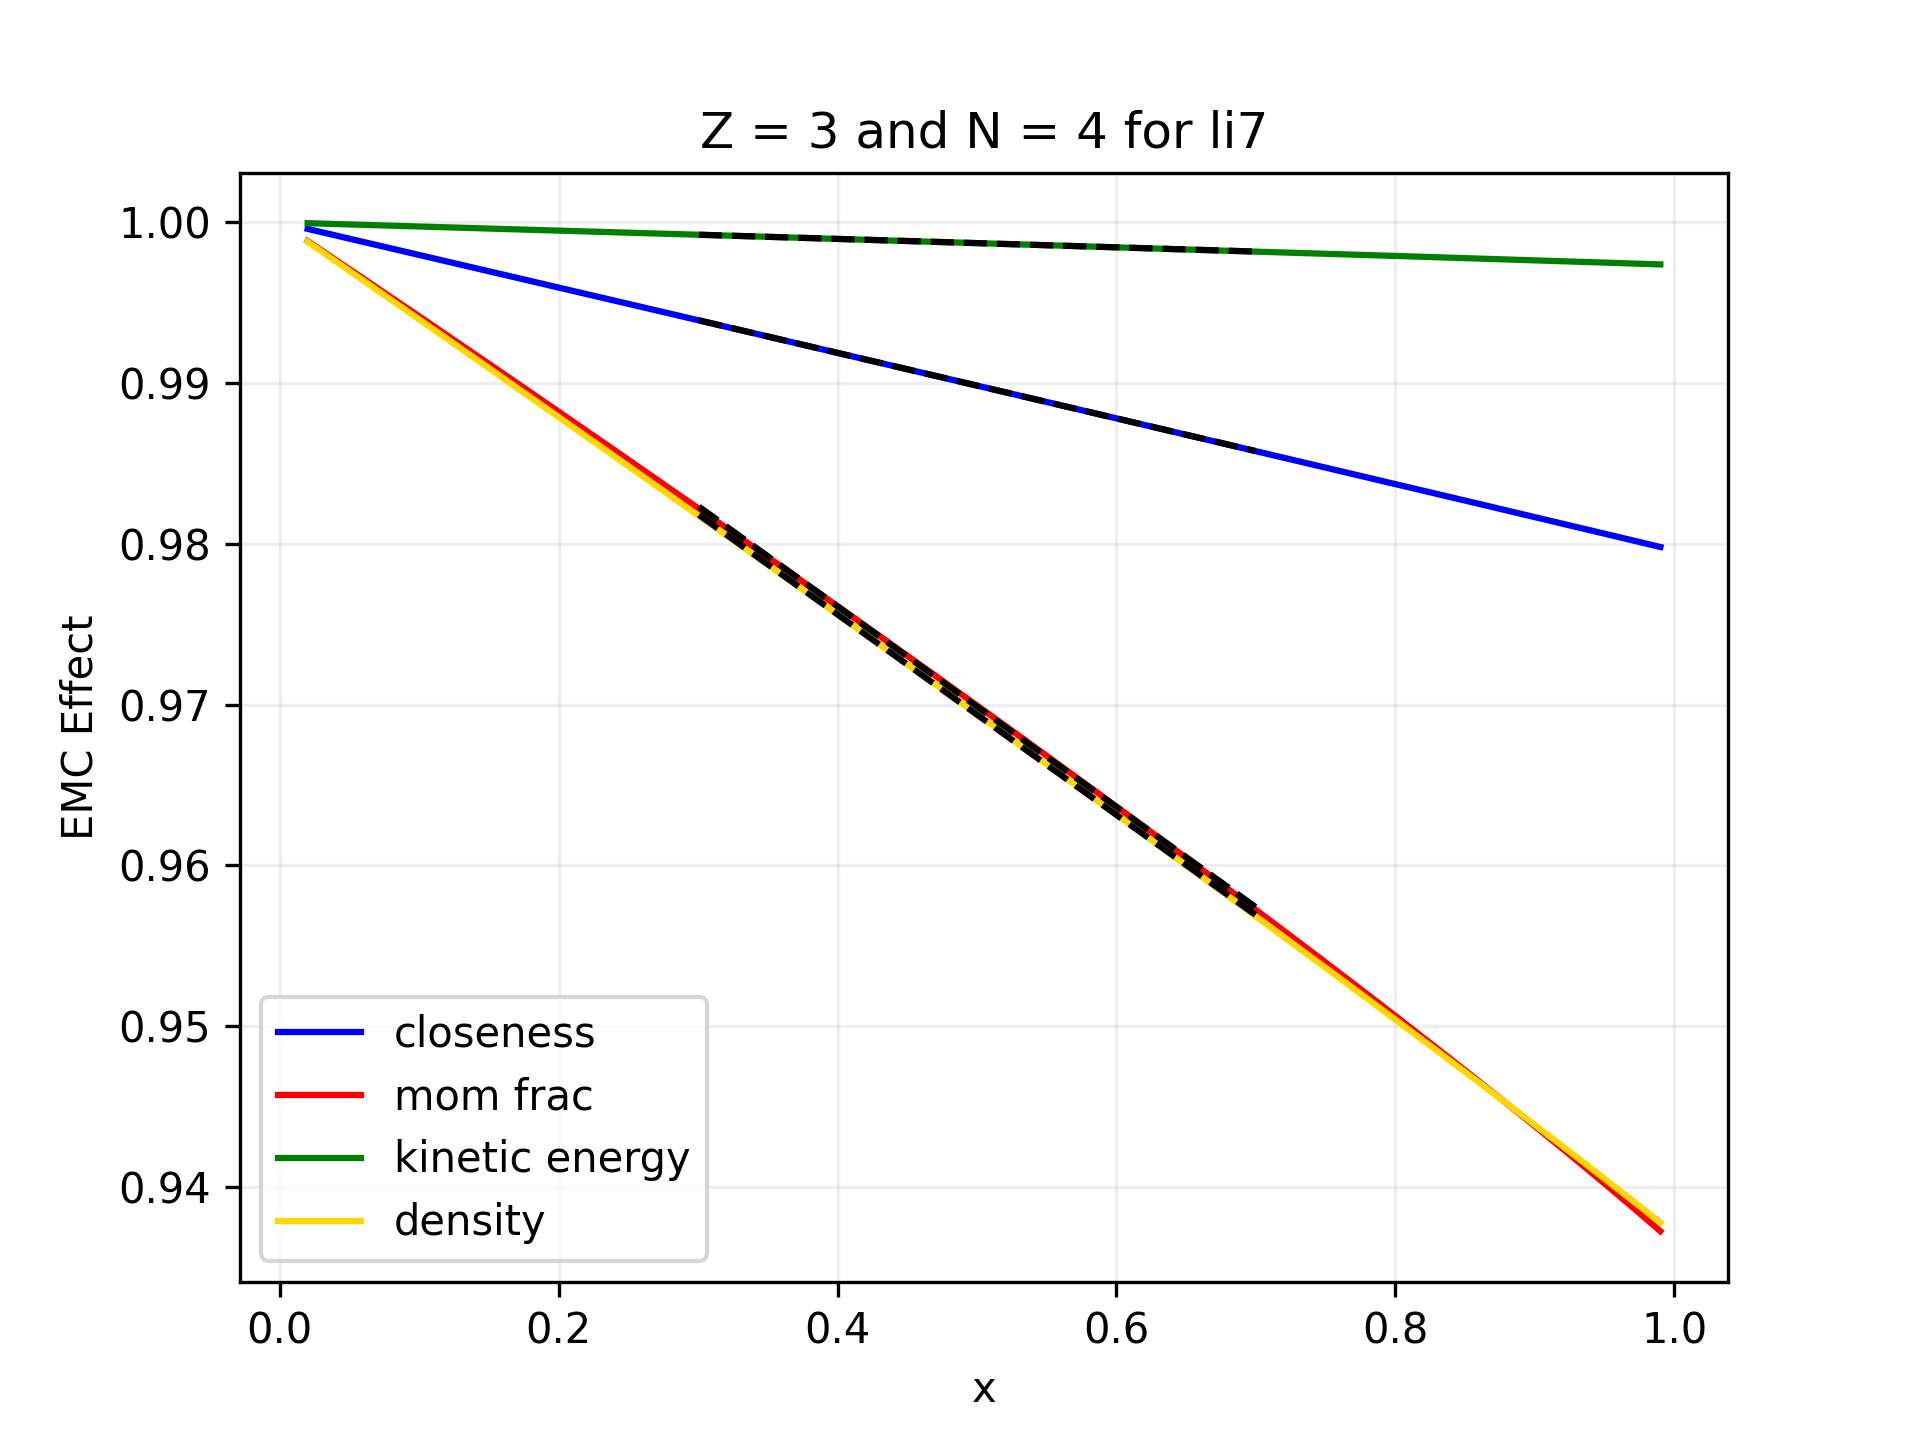 Z = 3 and N = 4 for li7
EMC Effect
1.00
0.99
0.98
0.97
0.96
0.95
0.94
closeness
mom frac
kinetic energy
density
0.0 0.2 0.4 0.6 0.8 1.0
x